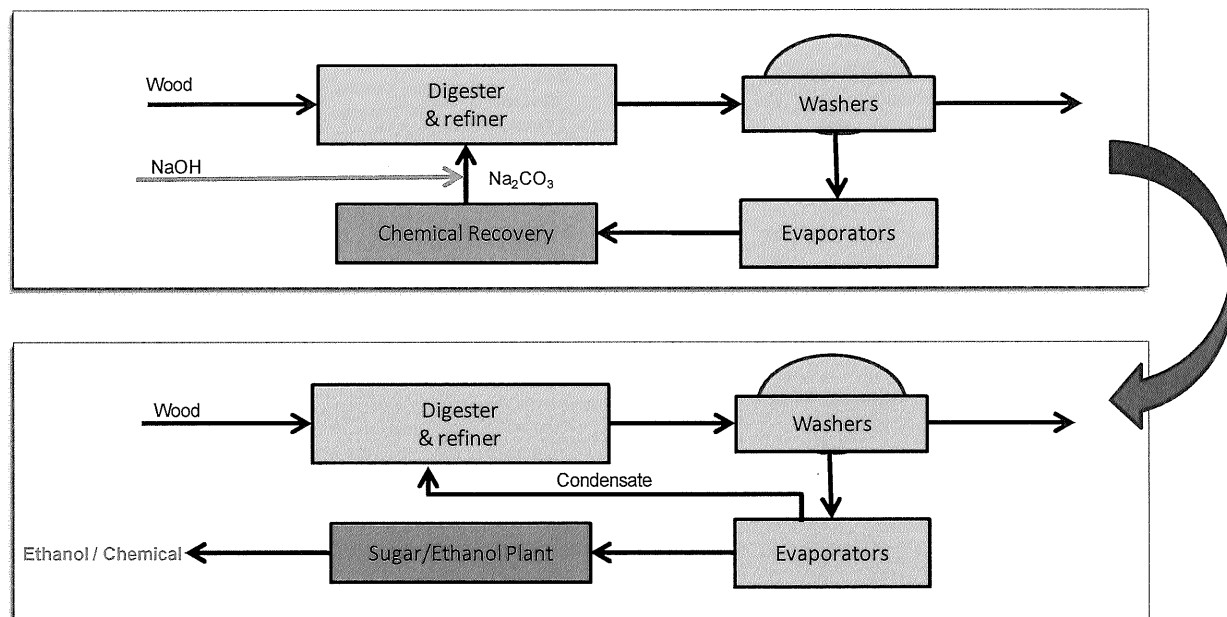 Wood
Digester
& refiner
Washers
NaOH
Na₂CO₃
Chemical Recovery
Evaporators
Wood
Digester
& refiner
Washers
Condensate
Ethanol / Chemical
Sugar/Ethanol Plant
Evaporators